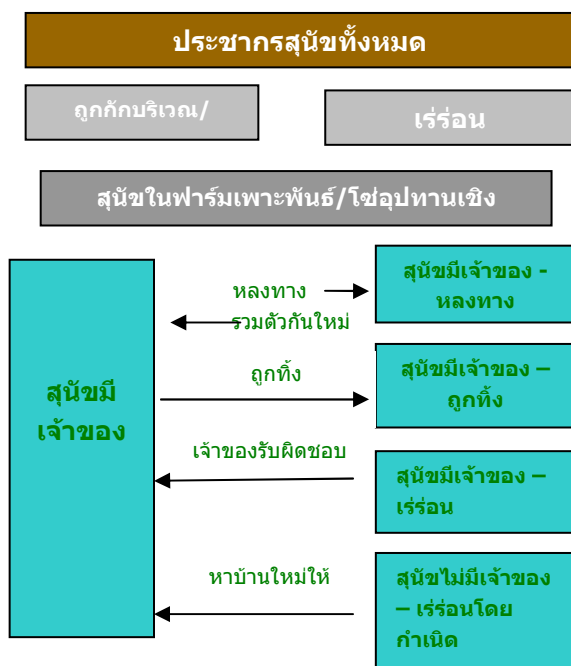 ประชากรสุนัขทั้งหมด
ถูกกักบริเวณ/
เร่ร่อน
สุนัขในฟาร์มเพาะพันธ์/โซ่อุปทานเชิง
สุนัขมี
เจ้าของ
หลงทาง
รวมตัวกันใหม่
ถูกทิ้ง
เจ้าของรับผิดชอบ
หาบ้านใหม่ให้
สุนัขมีเจ้าของ -
หลงทาง
สุนัขมีเจ้าของ –
ถูกทิ้ง
สุนัขมีเจ้าของ –
เร่ร่อน
สุนัขไม่มีเจ้าของ
– เร่ร่อนโดย
กำเนิด